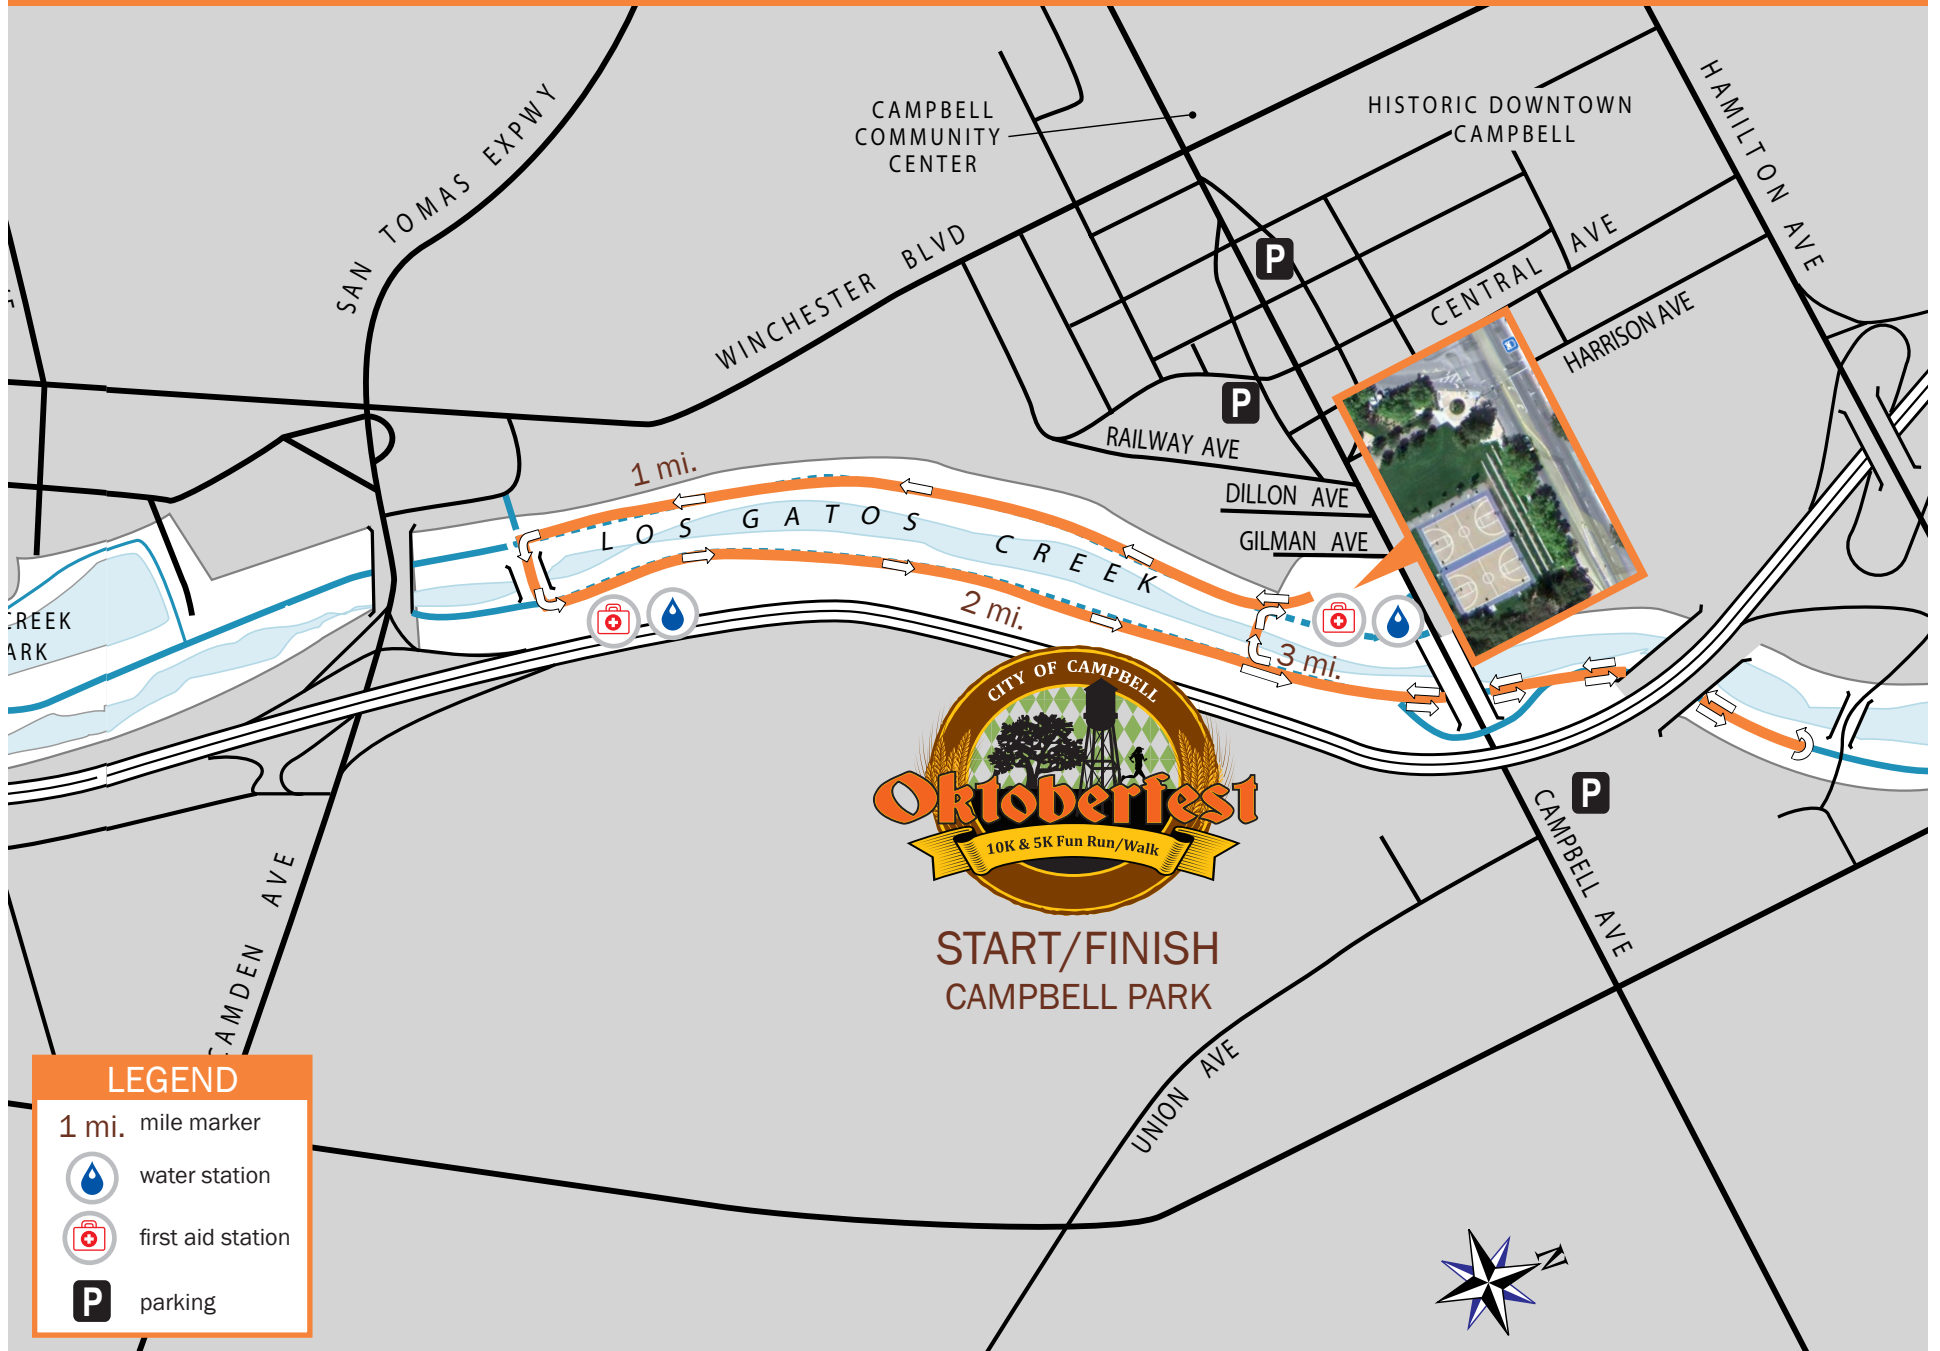 SAN TOMAS EXPWY
CAMPBELL
COMMUNITY
CENTER
HISTORIC DOWNTOWN
CAMPBELL
HAMILTON AVE
WINCHESTER BLVD
CENTRAL AVE
HARRISON AVE
P
P
RAILWAY AVE
DILLON AVE
GILMAN AVE
1 mi.
LOS GATOS CREEK
2 mi.
3 mi.
CREEK
ARK
CITY OF CAMPBELL
Oktoberfest
10K & 5K Fun Run/Walk
START/FINISH
CAMPBELL PARK
P
CAMPBELL AVE
CAMDEN AVE
UNION AVE
LEGEND
1 mi. mile marker
water station
first aid station
P parking
N